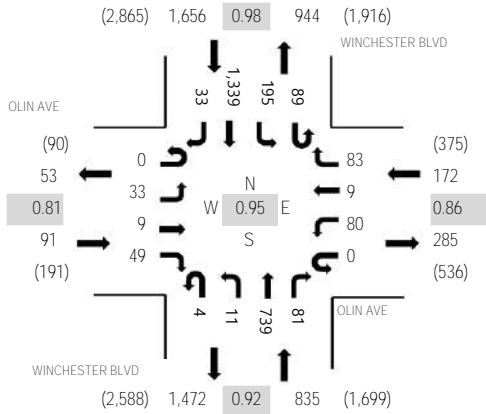 (2,865) 1,656 0.98 944 (1,916)
WINCHESTER BLVD
33 1,339 195 89
OLIN AVE
(90) (375)
0 83
53 172
33 N 9
0.81 W 0.95 E 0.86
9 S 80
91 285
49 0
(191) (536)
4 11 739 81
OLIN AVE
WINCHESTER BLVD
(2,588) 1,472 0.92 835 (1,699)